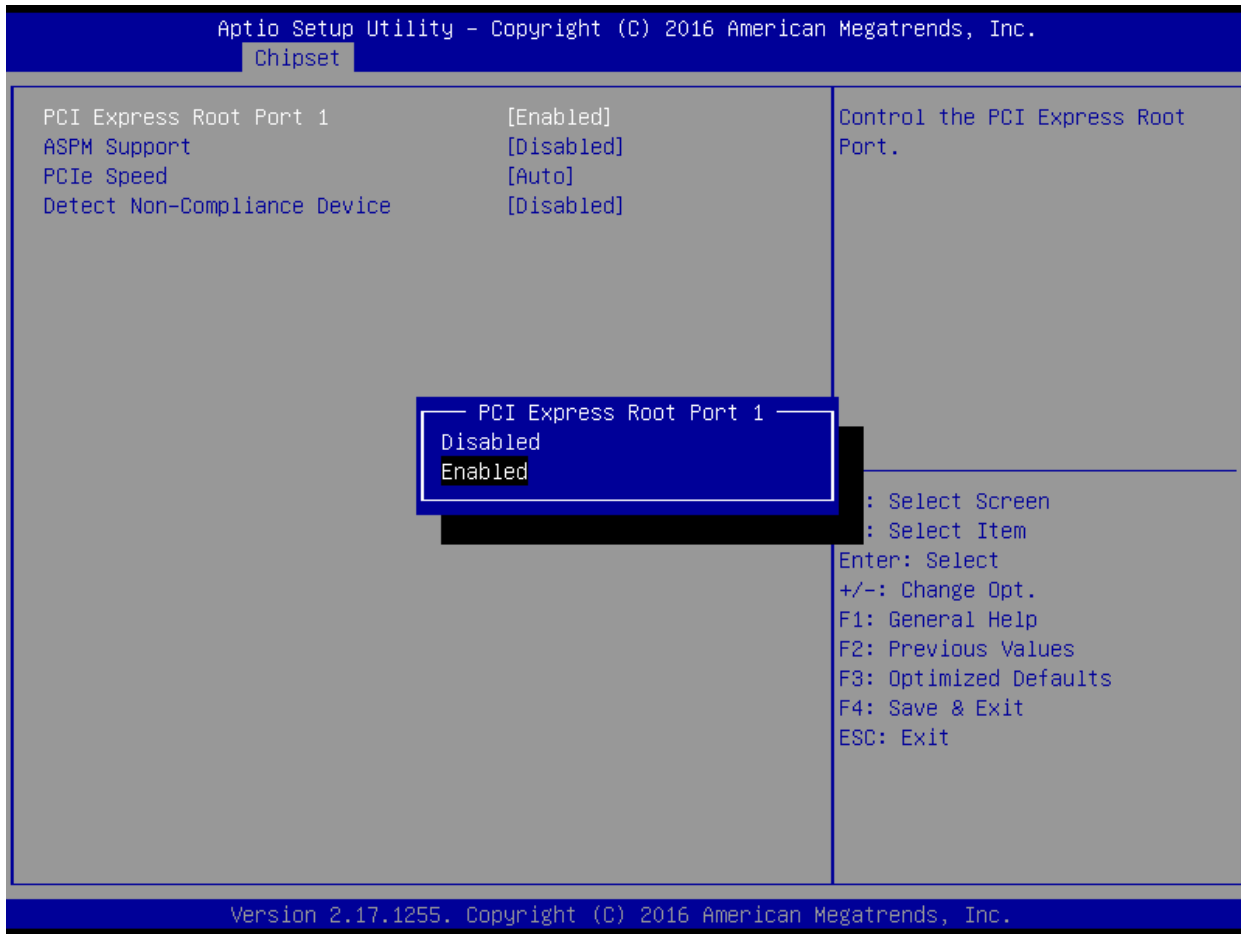 Aptio Setup Utility – Copyright (C) 2016 American Megatrends, Inc.
Chipset
PCI Express Root Port 1 [Enabled]
ASPM Support [Disabled]
PCIe Speed [Auto]
Detect Non-Compliance Device [Disabled]
Control the PCI Express Root
Port.
PCI Express Root Port 1
Disabled
Enabled
: Select Screen
: Select Item
Enter: Select
+/-: Change Opt.
F1: General Help
F2: Previous Values
F3: Optimized Defaults
F4: Save & Exit
ESC: Exit
Version 2.17.1255. Copyright (C) 2016 American Megatrends, Inc.